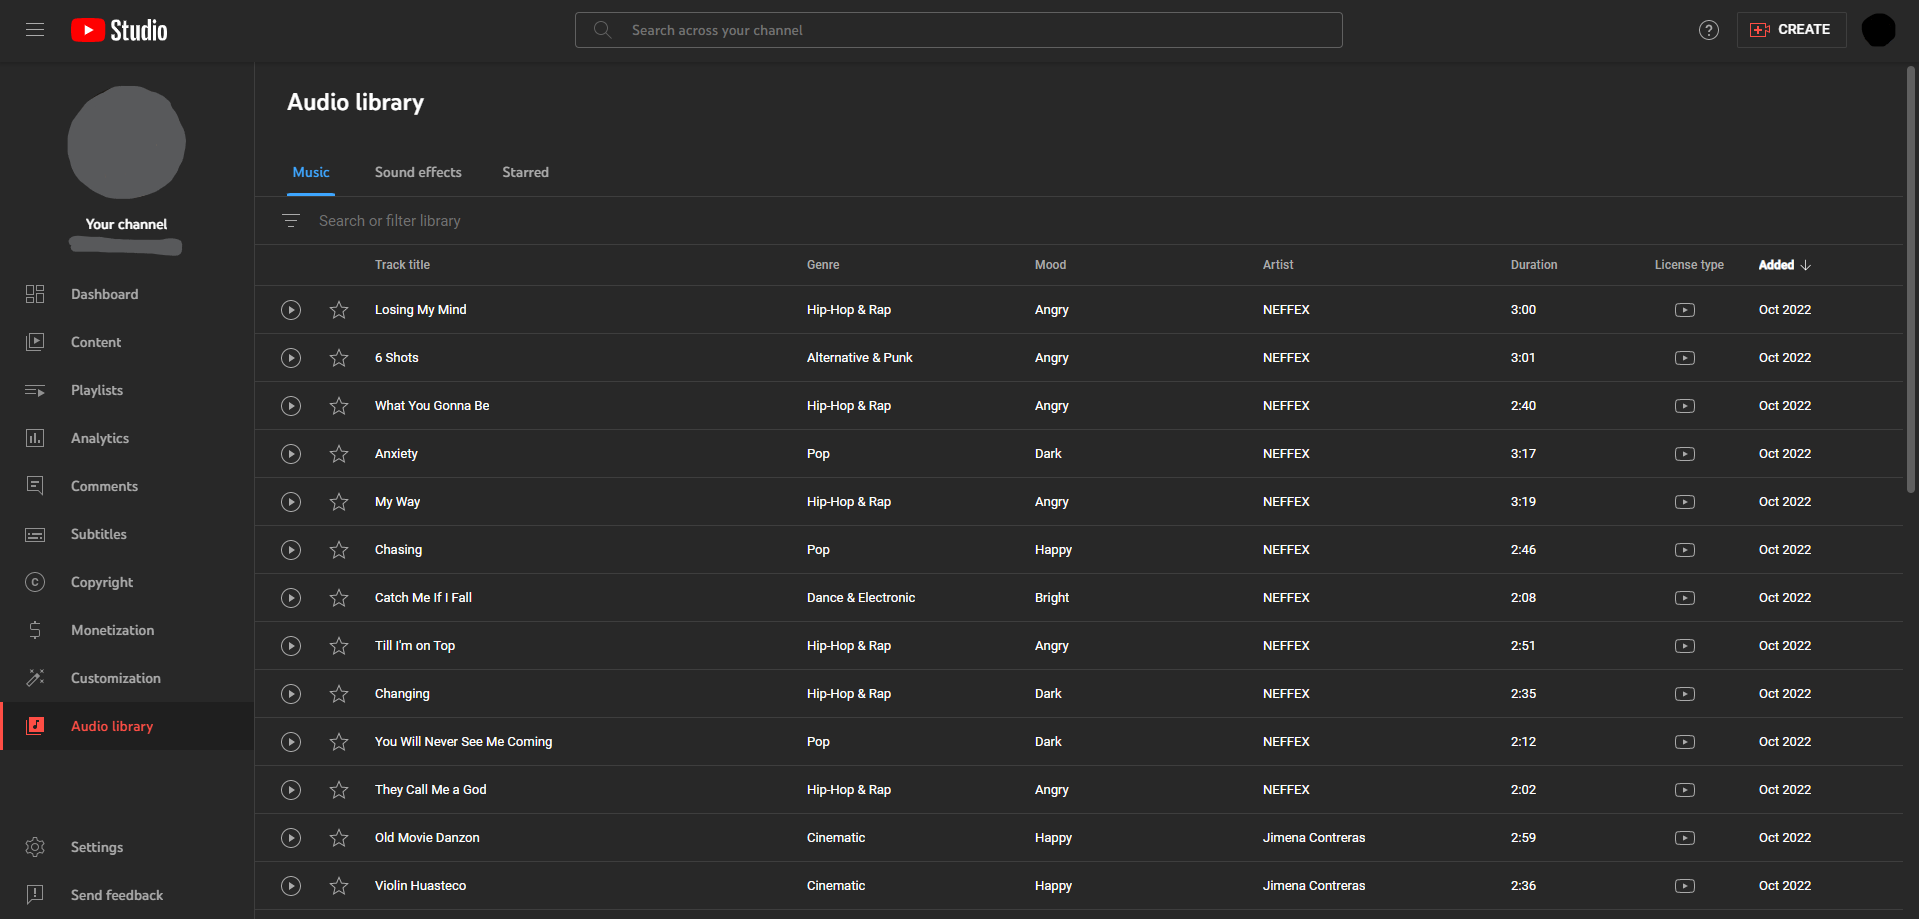 Studio
Search across your channel
CREATE
Your channel
Dashboard
Content
Playlists
Analytics
Comments
Subtitles
Copyright
Monetization
Customization
Audio library
Settings
Send feedback
Audio library
Music Sound effects Starred
Search or filter library
Track title Genre Mood Artist Duration License type Added
Losing My Mind Hip-Hop & Rap Angry NEFFEX 3:00 Oct 2022
6 Shots Alternative & Punk Angry NEFFEX 3:01 Oct 2022
What You Gonna Be Hip-Hop & Rap Angry NEFFEX 2:40 Oct 2022
Anxiety Pop Dark NEFFEX 3:17 Oct 2022
My Way Hip-Hop & Rap Angry NEFFEX 3:19 Oct 2022
Chasing Pop Happy NEFFEX 2:46 Oct 2022
Catch Me If I Fall Dance & Electronic Bright NEFFEX 2:08 Oct 2022
Till I'm on Top Hip-Hop & Rap Angry NEFFEX 2:51 Oct 2022
Changing Hip-Hop & Rap Dark NEFFEX 2:35 Oct 2022
You Will Never See Me Coming Pop Dark NEFFEX 2:12 Oct 2022
They Call Me a God Hip-Hop & Rap Angry NEFFEX 2:02 Oct 2022
Old Movie Danzon Cinematic Happy Jimena Contreras 2:59 Oct 2022
Violin Huasteco Cinematic Happy Jimena Contreras 2:36 Oct 2022